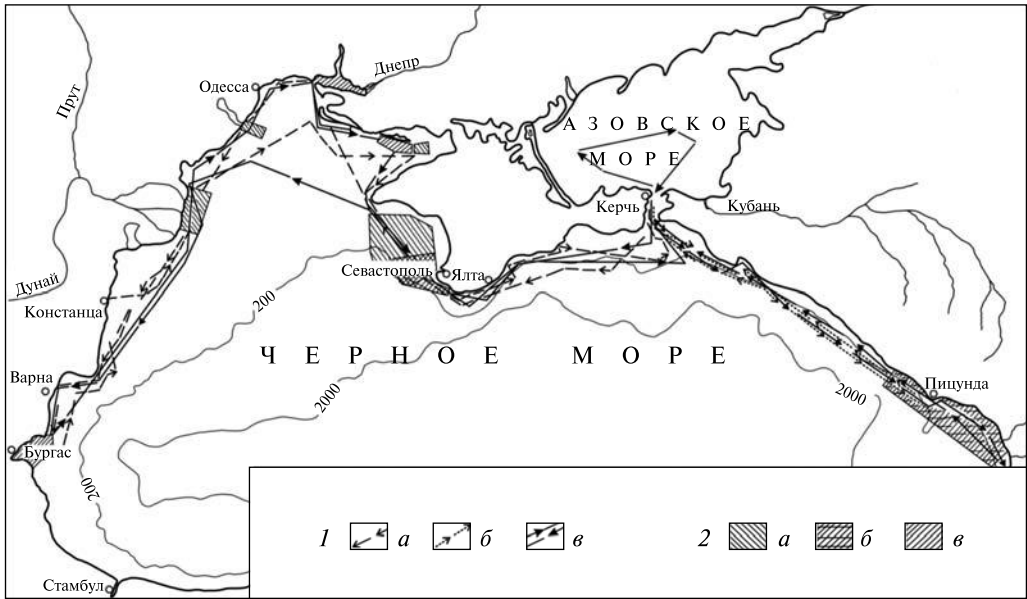 Днепр
Прут
Одесса
А З О В С К О Е
М О Р Е
Керчь
Кубань
Дунай
Севастополь
Ялта
Констанца
200
Ч Е Р Н О Е М О Р Е
Варна
2000
2000
Пицунда
Бургас
200
1 а б в 2 а б в
Стамбул